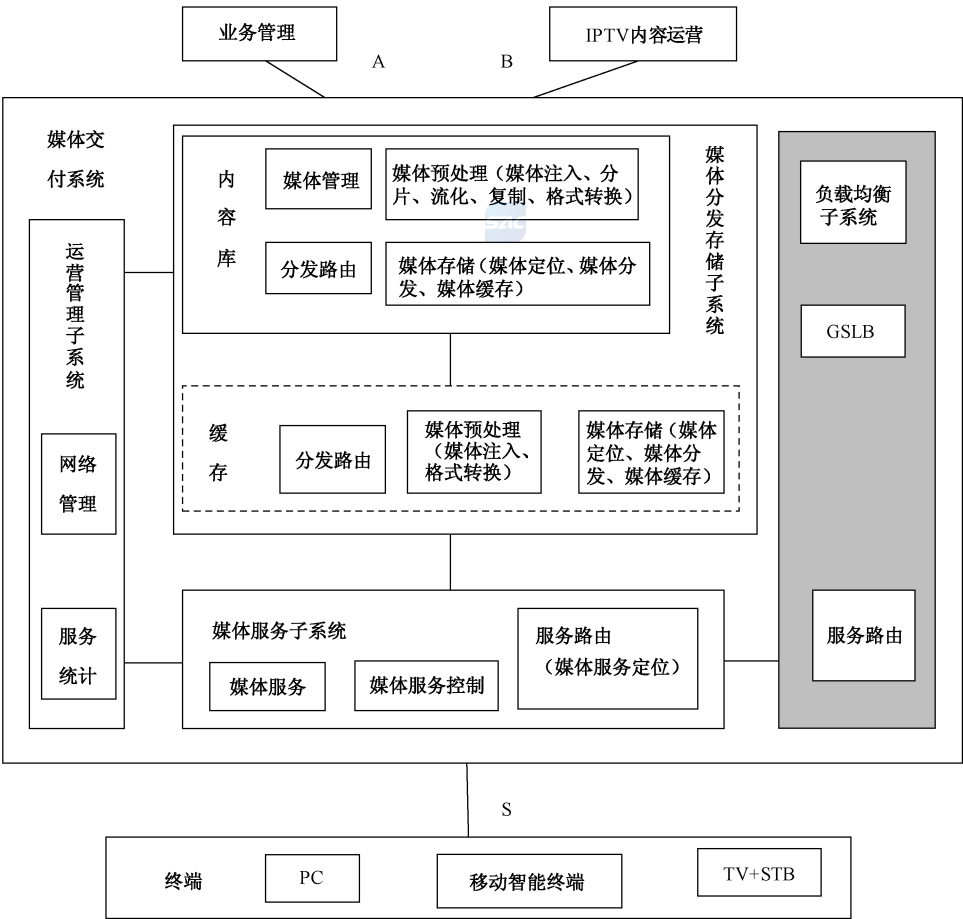 业务管理
IPTV内容运营
A
B
媒体交
付系统
内
容
库
媒体管理
媒体预处理（媒体注入、分
片、流化、复制、格式转换）
SZIC
分发路由
媒体存储（媒体定位、媒体分
发、媒体缓存）
媒体分发存储子系统
负载均衡
子系统
GSLB
运营管理子系统
网络
管理
服务
统计
缓
存
分发路由
媒体预处理
（媒体注入、
格式转换）
媒体存储（媒体
定位、媒体分
发、媒体缓存）
媒体服务子系统
媒体服务
媒体服务控制
服务路由
（媒体服务定位）
服务路由
S
终端
PC
移动智能终端
TV+STB